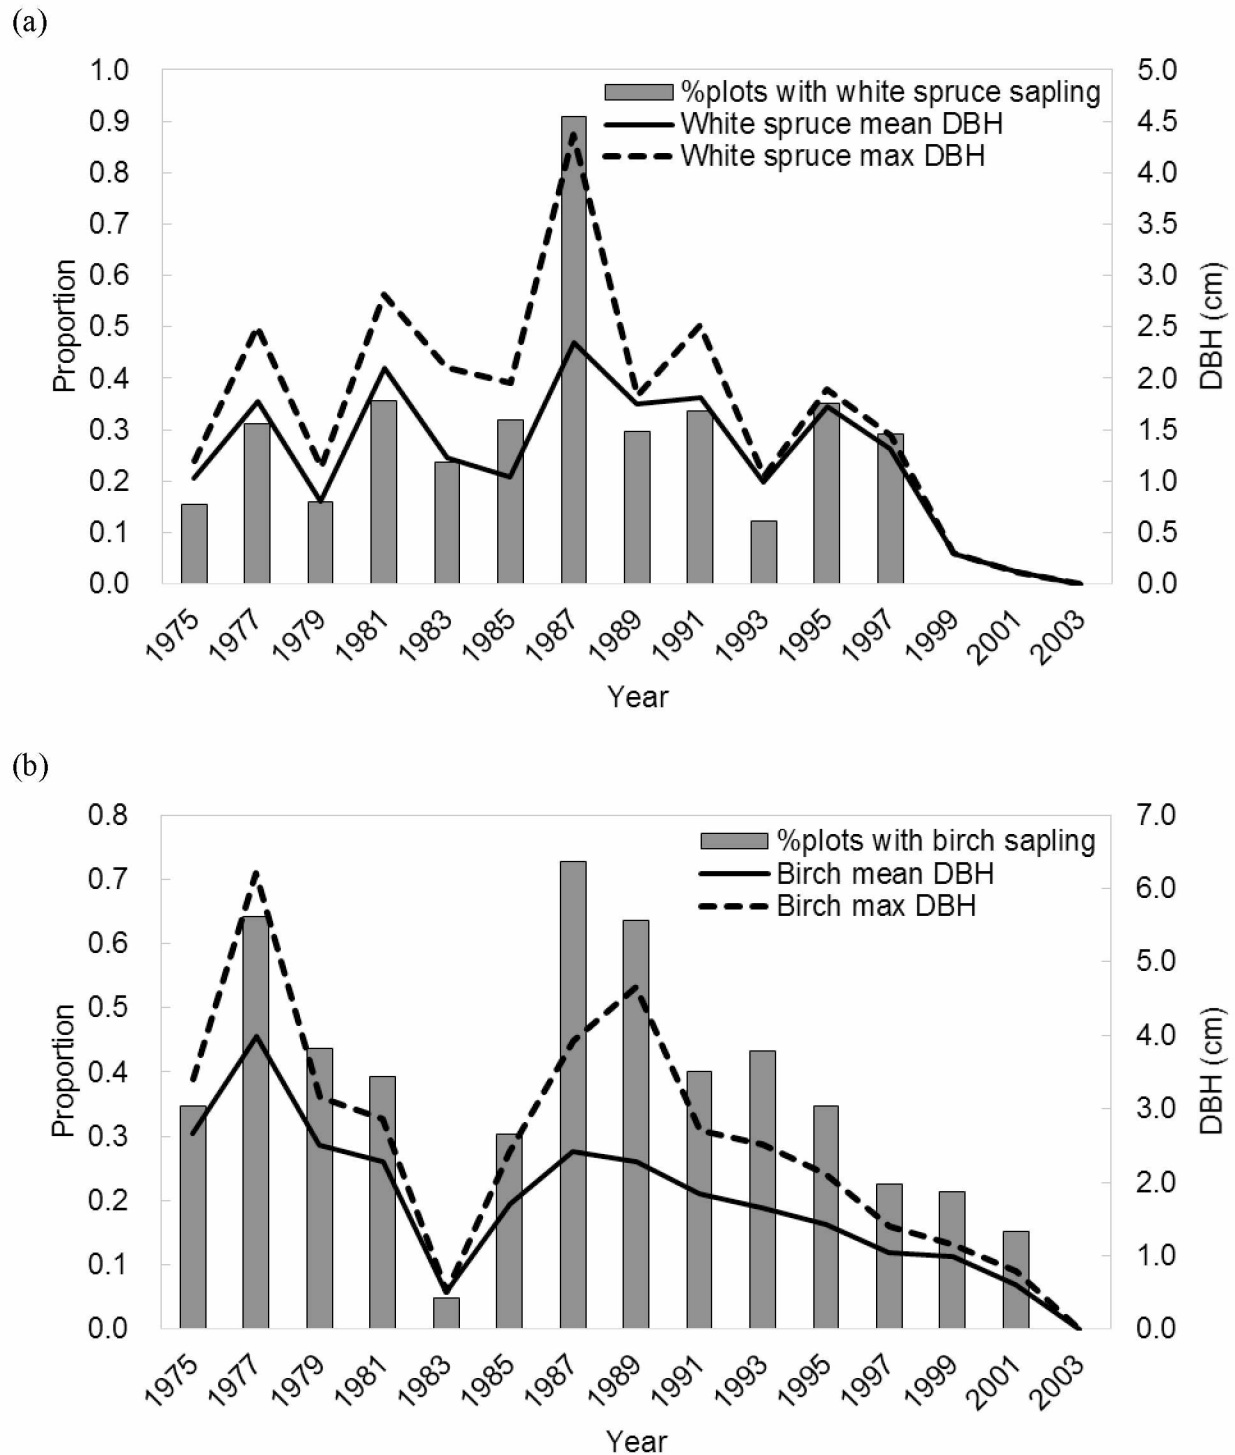 (a)
%plots with white spruce sapling
White spruce mean DBH
White spruce max DBH
Proportion
1.0
0.9
0.8
0.7
0.6
0.5
0.4
0.3
0.2
0.1
0.0
5.0
4.5
4.0
3.5
3.0
2.5
2.0
1.5
1.0
0.5
0.0
DBH (cm)
1975 1977 1979 1981 1983 1985 1987 1989 1991 1993 1995 1997 1999 2001 2003
Year
(b)
%plots with birch sapling
Birch mean DBH
Birch max DBH
Proportion
0.8
0.7
0.6
0.5
0.4
0.3
0.2
0.1
0.0
7.0
6.0
5.0
4.0
3.0
2.0
1.0
0.0
DBH (cm)
1975 1977 1979 1981 1983 1985 1987 1989 1991 1993 1995 1997 1999 2001 2003
Year